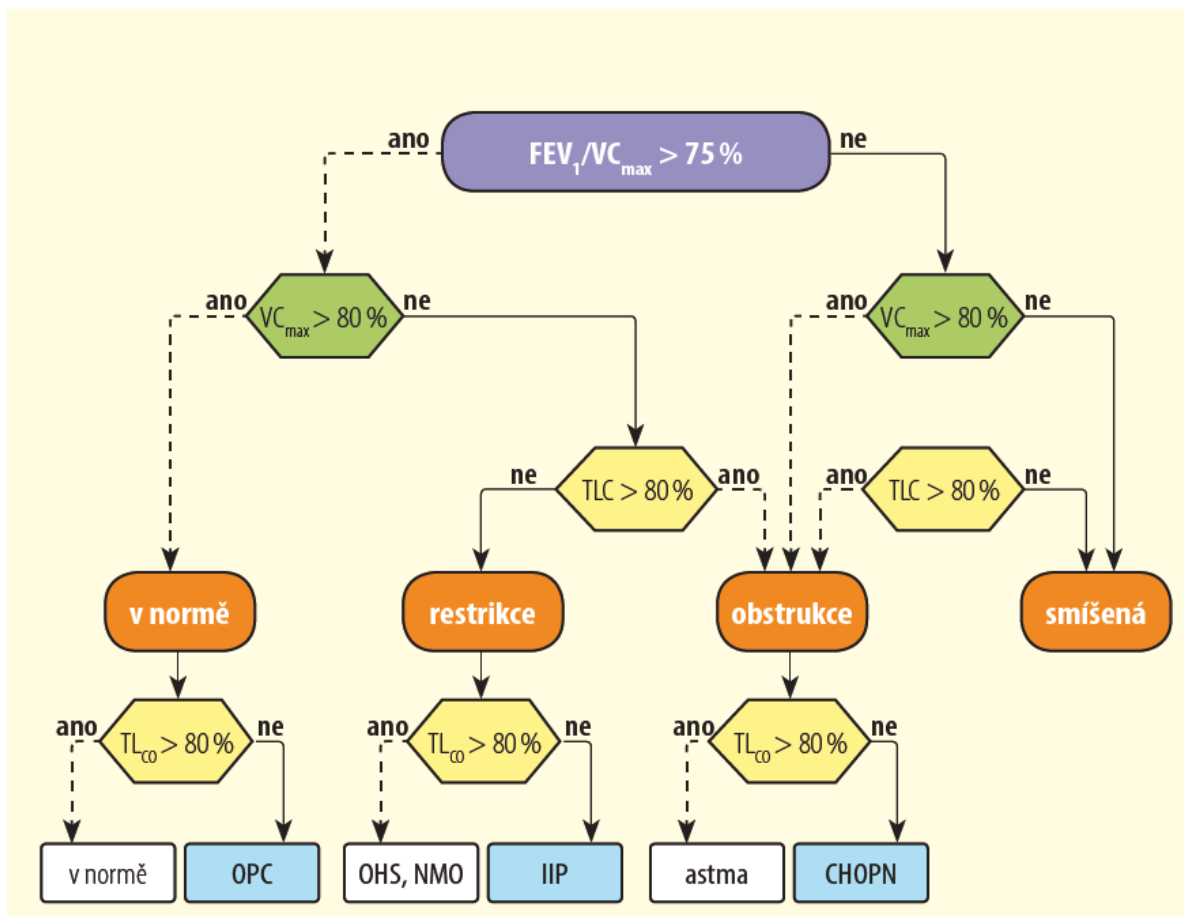 FEV1/VCmax > 75 %
ano
ne
VCmax > 80 %
ano
ne
VCmax > 80 %
ano
ne
TLC > 80 %
ne
ano
TLC > 80 %
ano
ne
v normě
restrikce
obstrukce
smíšená
TLCO > 80 %
ano
ne
TLCO > 80 %
ano
ne
TLCO > 80 %
ano
ne
v normě
OPC
OHS, NMO
IIP
astma
CHOPN